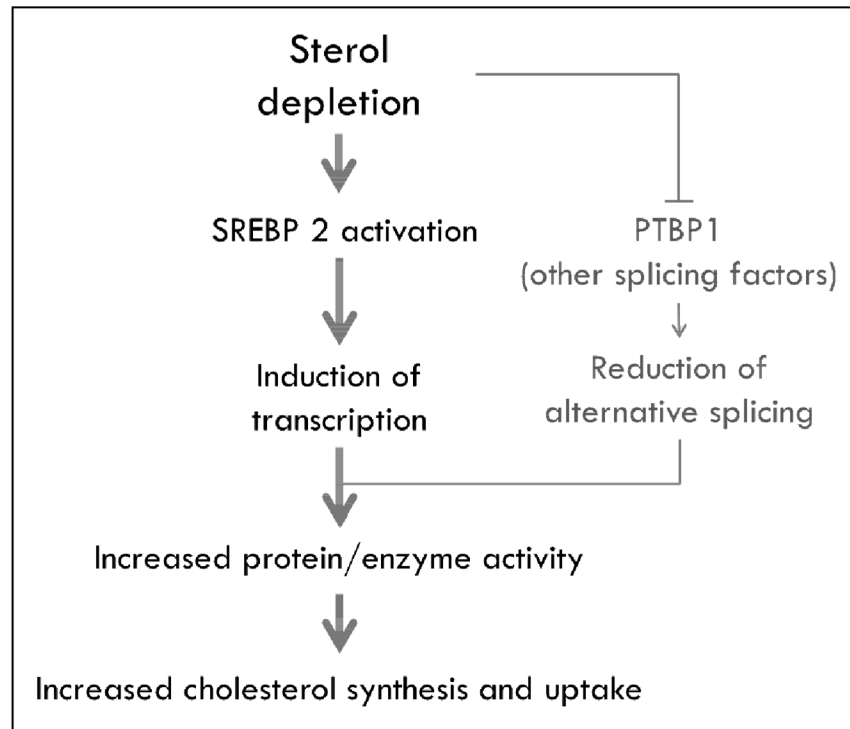 Sterol
depletion
SREBP 2 activation
PTBP1
(other splicing factors)
Induction of
transcription
Reduction of
alternative splicing
Increased protein/enzyme activity
Increased cholesterol synthesis and uptake